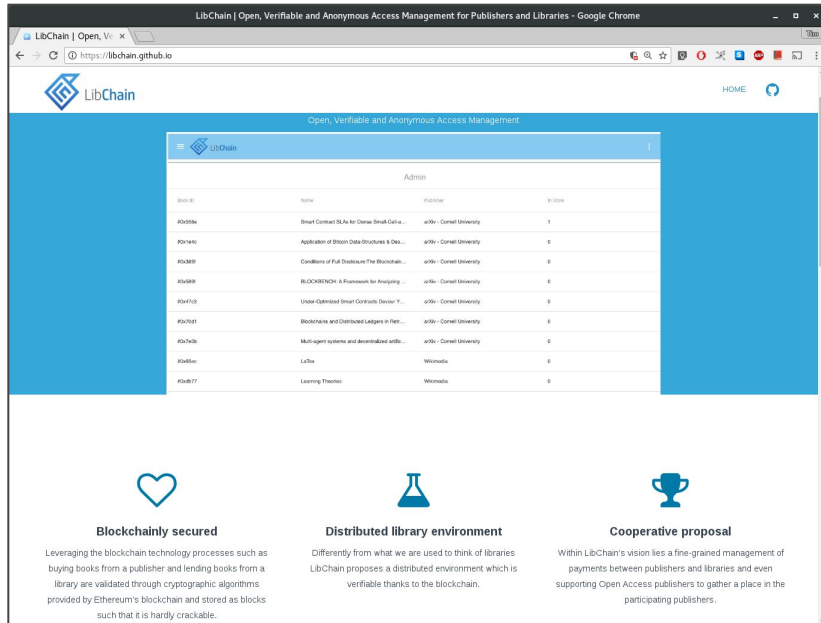 LibChain | Open, Verifiable and Anonymous Access Management for Publishers and Libraries - Google Chrome
LibChain | Open, Ve
Tim
https://libchain.github.io
LibChain
HOME
Open, Verifiable and Anonymous Access Management
LibChain
Admin
Book ID Name Publisher In Store
Smart Contract SLAs for Dense Small-Cell-a... arXiv - Cornell University 1
#0x1e4c Application of Bitcoin Data-Structures & Des... arXiv - Cornell University 0
Conditions of Full Disclosure:The Blockchain... arXiv - Cornell University 0
BLOCKBENCH: A Framework for Analyzing ... arXiv - Cornell University 0
#0x47c3 Under-Optimized Smart Contracts Devour Y... arXiv - Cornell University 0
#0x70d1 Blockchains and Distributed Ledgers in Retr... arXiv - Cornell University 0
#0x7e0b Multi-agent systems and decentralized artific... arXiv - Cornell University 0
LaTex Wikimedia 0
#0xdb77 Learning Theories Wikimedia 0
Blockchainly secured
Leveraging the blockchain technology processes such as
buying books from a publisher and lending books from a
library are validated through cryptographic algorithms
provided by Ethereum's blockchain and stored as blocks
such that it is hardly crackable.
Distributed library environment
Differently from what we are used to think of libraries
LibChain proposes a distributed environment which is
verifiable thanks to the blockchain.
Cooperative proposal
Within LibChain's vision lies a fine-grained management of
payments between publishers and libraries and even
supporting Open Access publishers to gather a place in the
participating publishers.